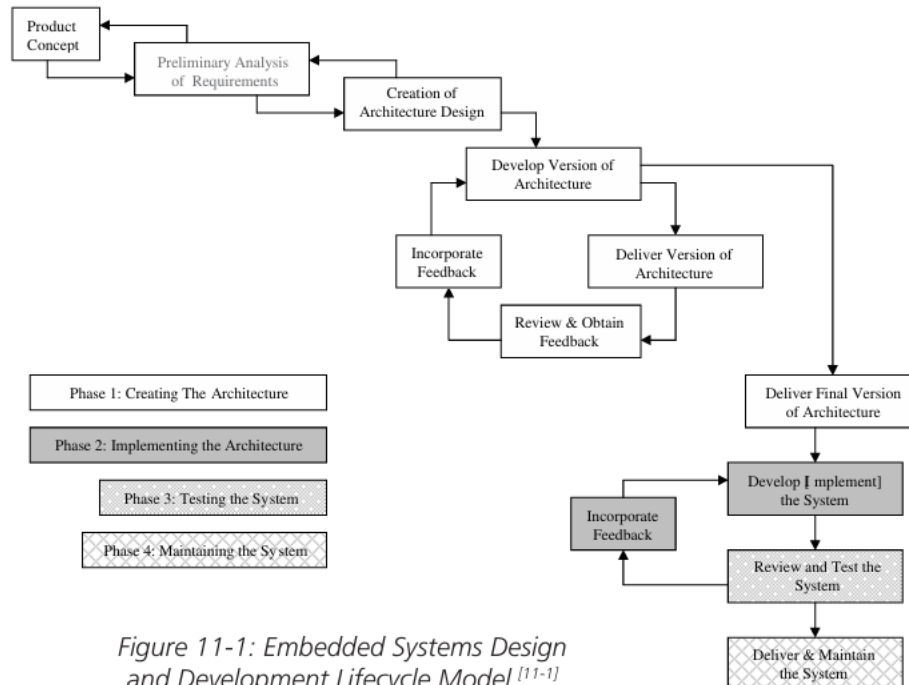 Product
Concept
Preliminary Analysis
of Requirements
Creation of
Architecture Design
Develop Version of
Architecture
Incorporate
Feedback
Deliver Version of
Architecture
Review & Obtain
Feedback
Phase 1: Creating The Architecture
Phase 2: Implementing the Architecture
Phase 3: Testing the System
Phase 4: Maintaining the System
Deliver Final Version
of Architecture
Develop [I mplement]
the System
Incorporate
Feedback
Review and Test the
System
Deliver & Maintain
the System
Figure 11-1: Embedded Systems Design
and Development Lifecycle Model [11-1]